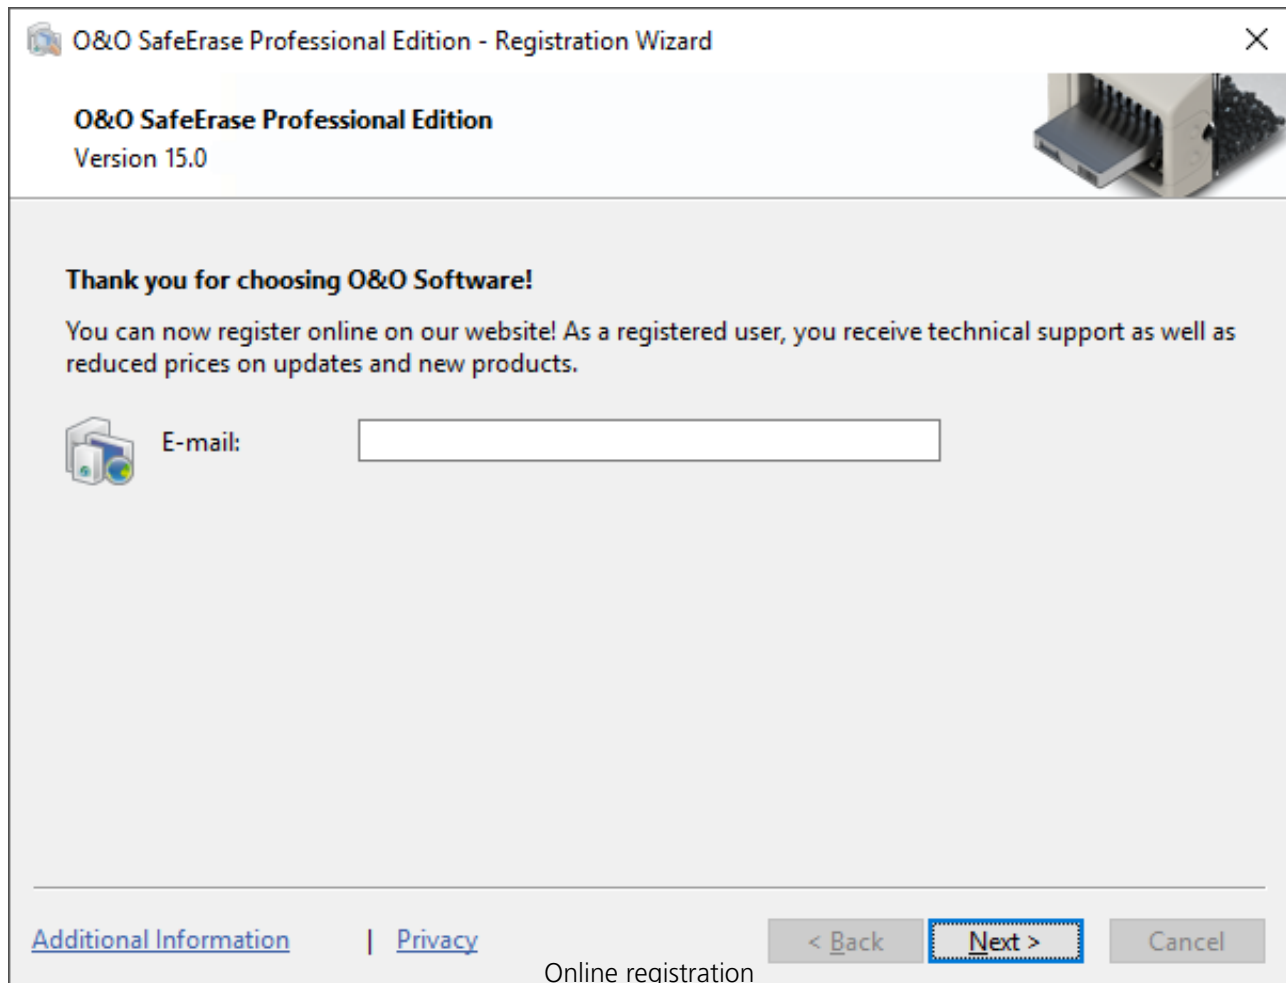 O&O SafeErase Professional Edition - Registration Wizard
O&O SafeErase Professional Edition
Version 15.0
Thank you for choosing O&O Software!
You can now register online on our website! As a registered user, you receive technical support as well as
reduced prices on updates and new products.
E-mail:
Additional Information | Privacy
< Back Next > Cancel
Online registration